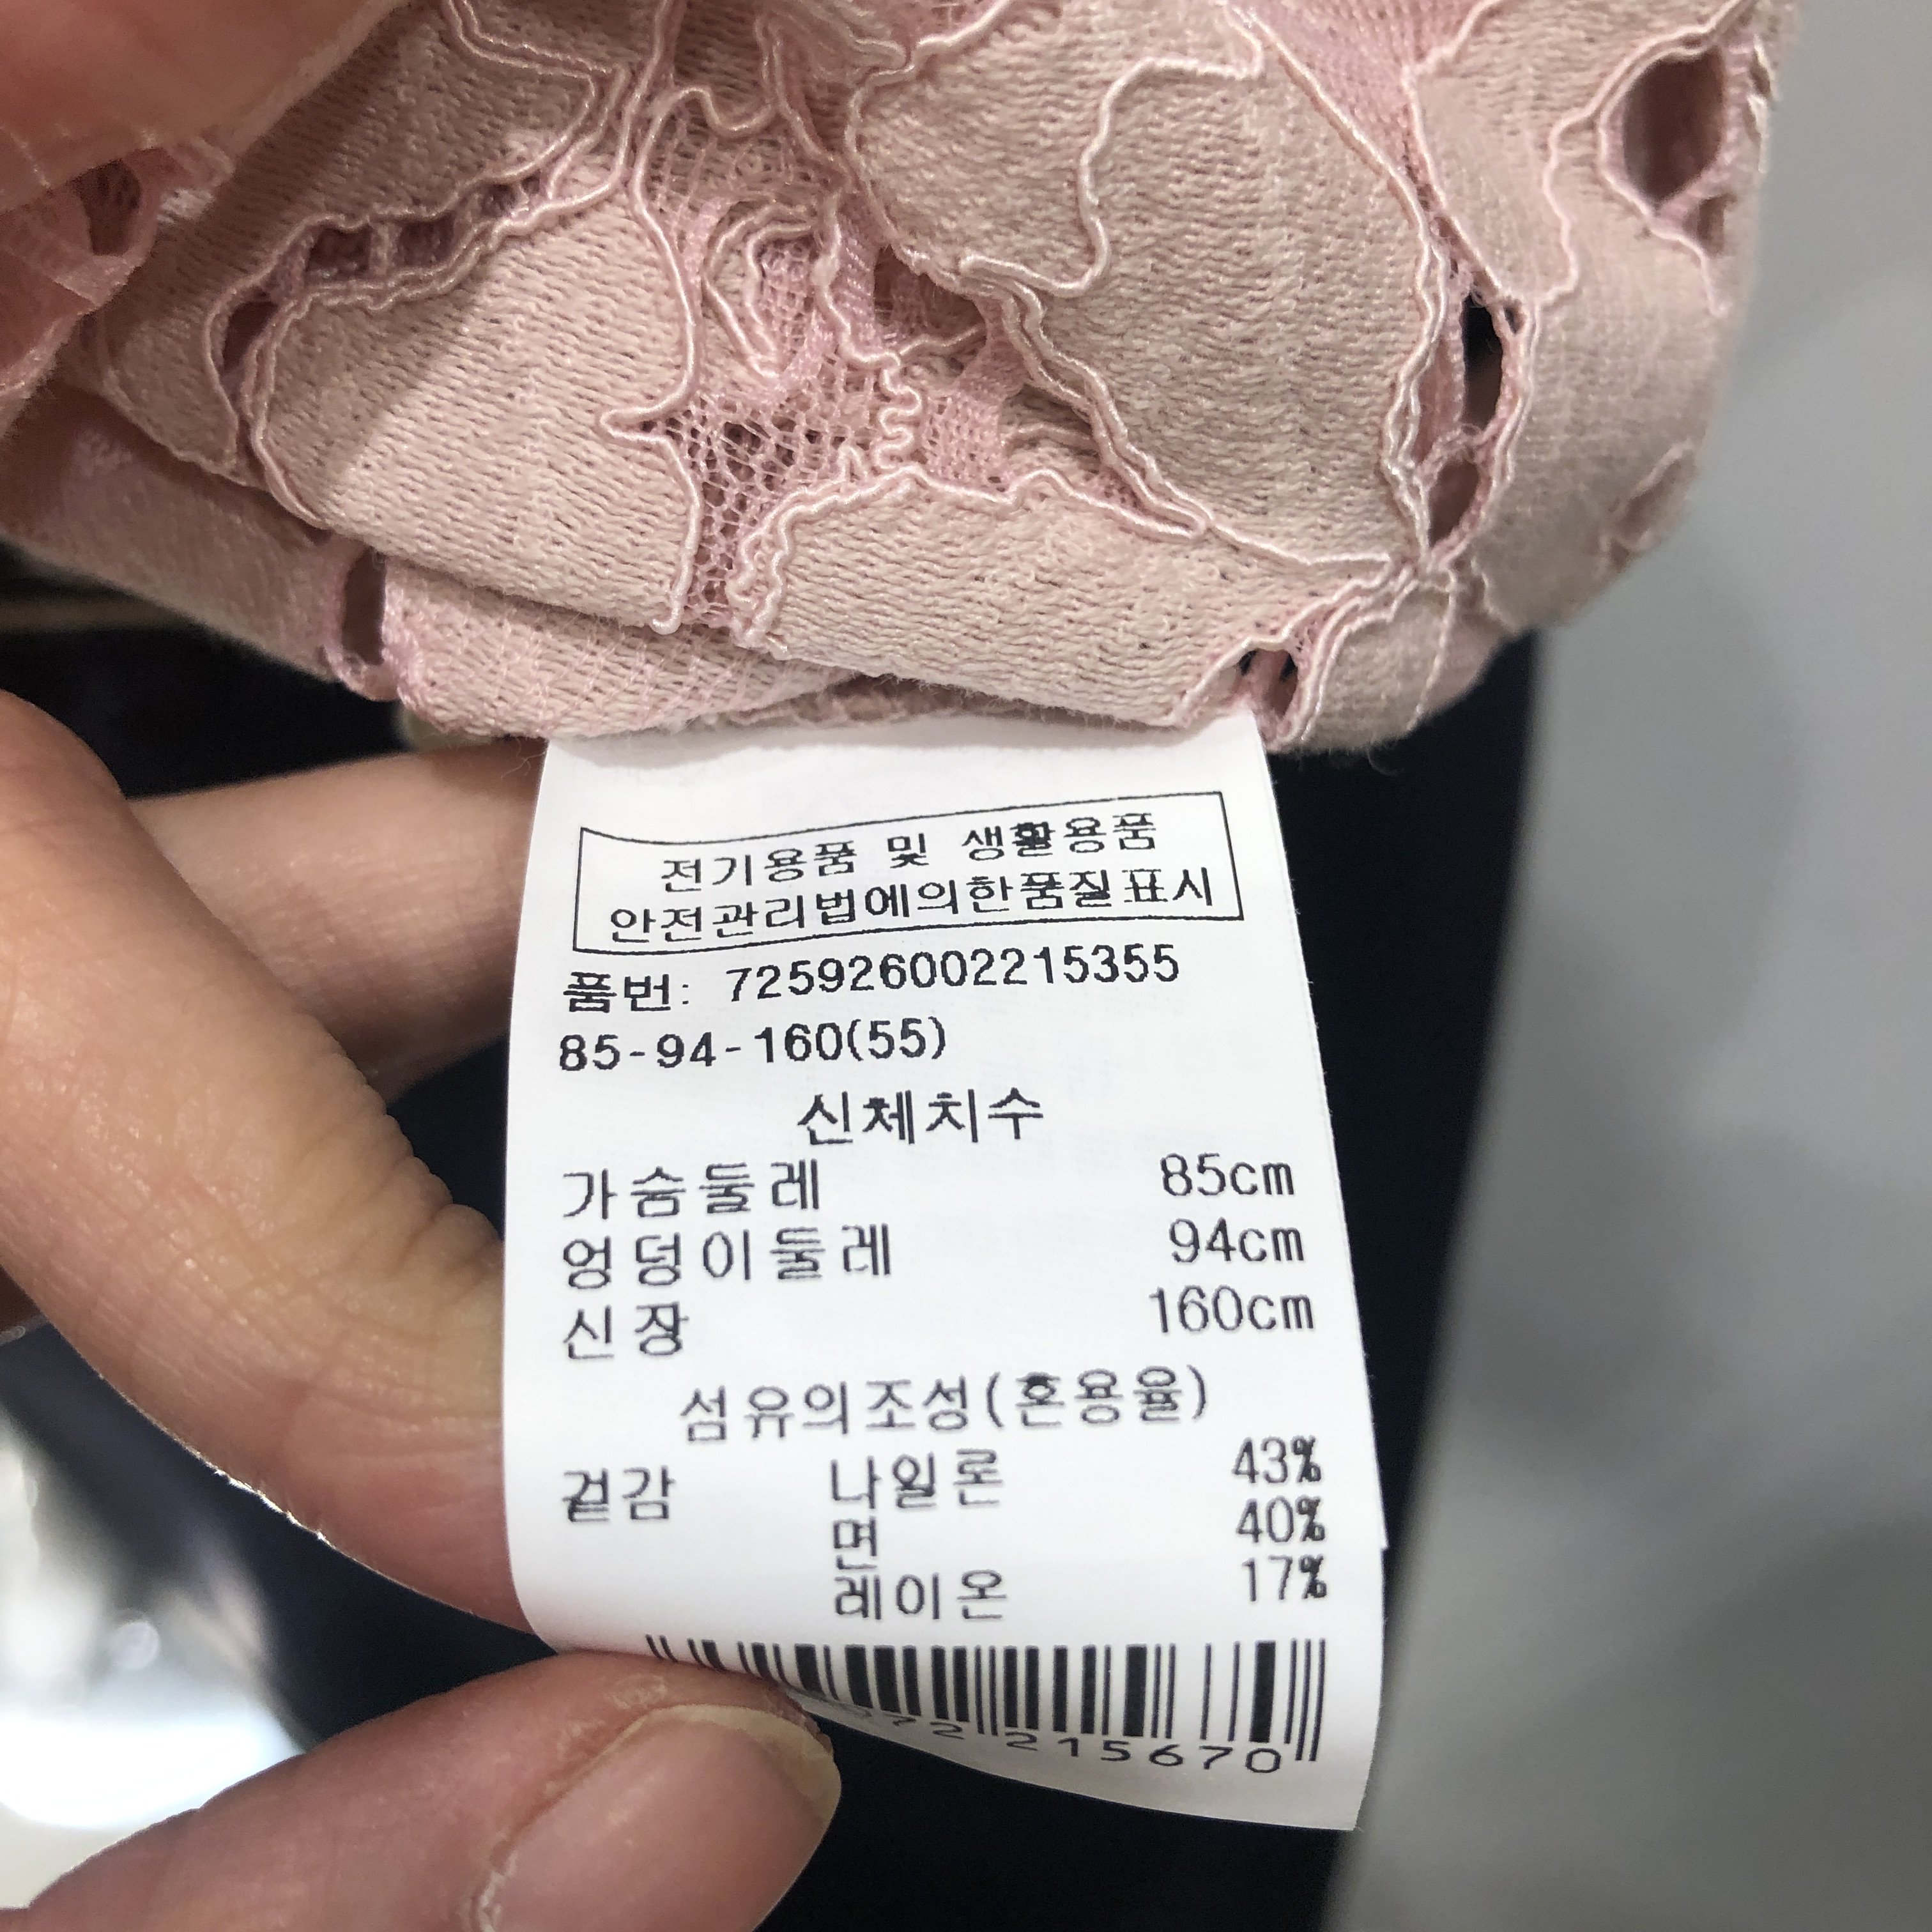 전기용품 및 생활용품
안전관리법에의한품질표시
품번: 725926002215355
85-94-160(55)
신체치수
가슴둘레 85cm
엉덩이둘레 94cm
신장 160cm
섬유의조성(혼용율)
겉감 나일론 43%
면 40%
레이온 17%
72 215670